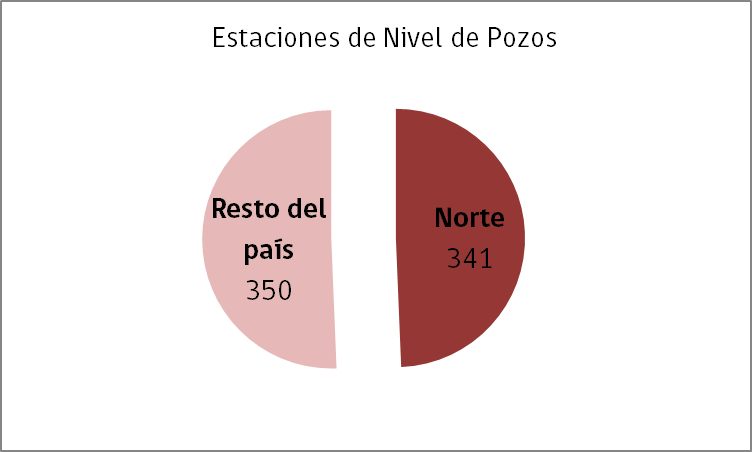 Estaciones de Nivel de Pozos
Resto del
país
350
Norte
341